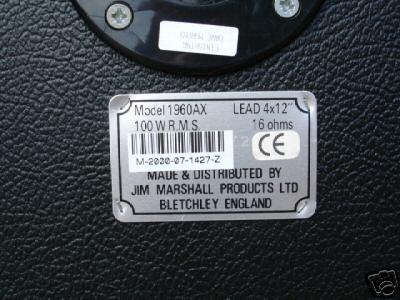 Model 1960AX LEAD 4x12"
100 W R.M.S. 16 ohms
M-2000-07-1427-Z
CE
MADE & DISTRIBUTED BY
JIM MARSHALL PRODUCTS LTD
BLETCHLEY ENGLAND